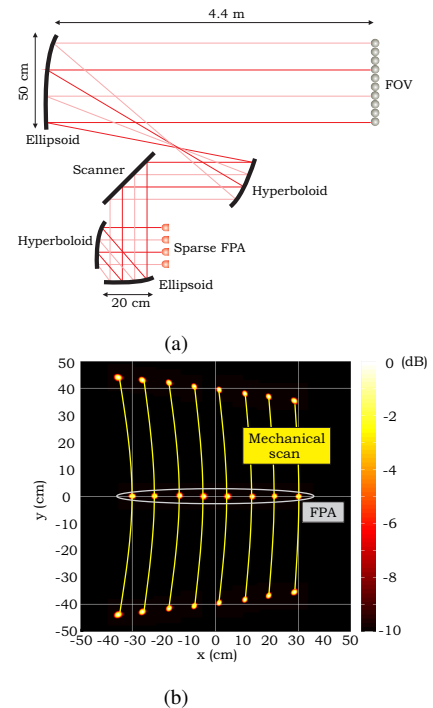 4.4 m
50 cm
FOV
Ellipsoid
Scanner
Hyperboloid
Hyperboloid
Sparse FPA
Ellipsoid
20 cm
(a)
50
40
30
20
10
0
-10
-20
-30
-40
-50
y (cm)
Mechanical
scan
FPA
-50 -40 -30 -20 -10 0 10 20 30 40 50
x (cm)
0 (dB)
-2
-4
-6
-8
-10
(b)